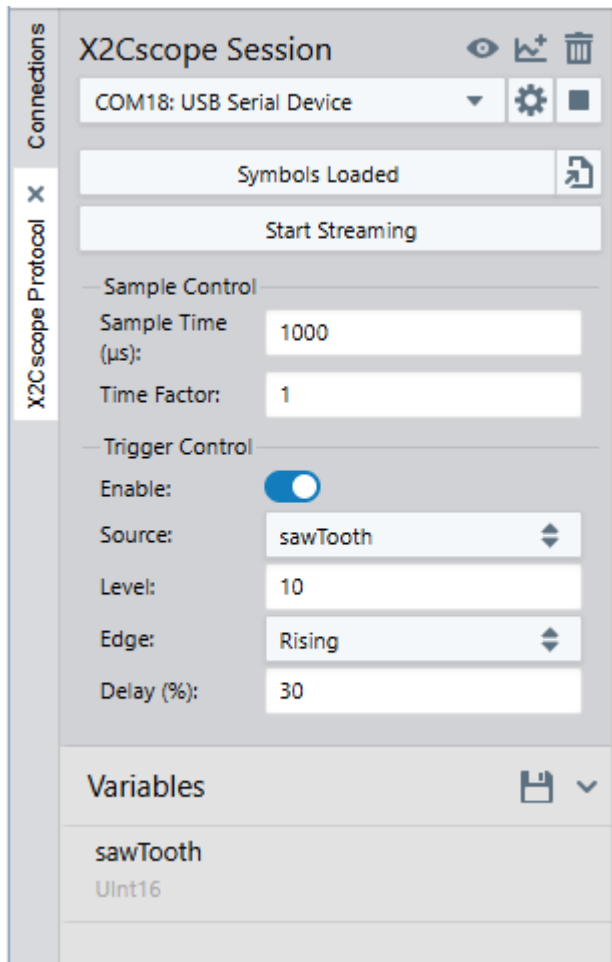 Connections
X2Cscope Protocol
X2Cscope Session
COM18: USB Serial Device
Symbols Loaded
Start Streaming
Sample Control
Sample Time
(µs):
1000
Time Factor:
1
Trigger Control
Enable:
Source:
sawTooth
Level:
10
Edge:
Rising
Delay (%):
30
Variables
sawTooth
UInt16